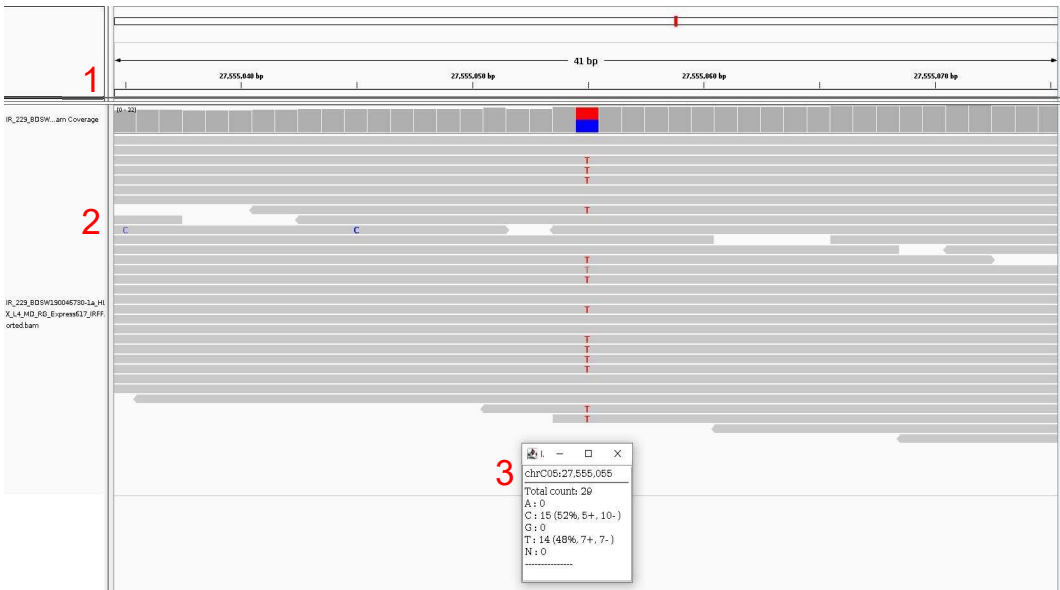 41 bp
1
27,555,040 bp
27,555,050 bp
27,555,060 bp
27,555,070 bp
IR_229_BDSW...am Coverage
[0 - 22]
T
T
T
T
2
C
C
T
T
T
IR_229_BDSW190046730-1a_HL
X_L4_MD_RG_Express617_IRFF.
orted.bam
T
T
T
T
T
T
T
3
I.
chrC05:27,555,055
Total count: 29
A : 0
C : 15 (52%, 5+, 10- )
G : 0
T : 14 (48%, 7+, 7- )
N : 0
---------------